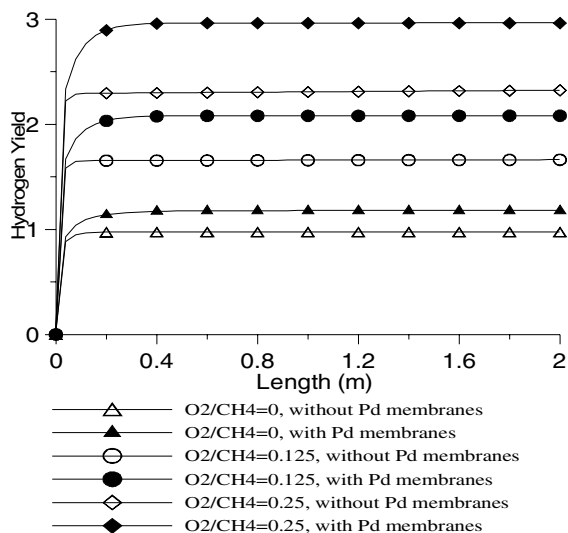 3
2
1
0
Hydrogen Yield
0 0.4 0.8 1.2 1.6 2
Length (m)
O2/CH4=0, without Pd membranes
O2/CH4=0, with Pd membranes
O2/CH4=0.125, without Pd membranes
O2/CH4=0.125, with Pd membranes
O2/CH4=0.25, without Pd membranes
O2/CH4=0.25, with Pd membranes